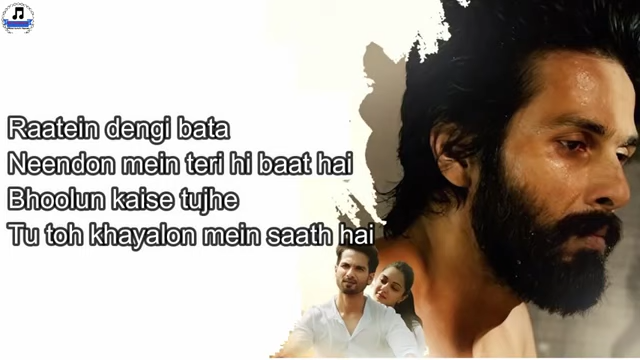 Raatein dengi bata
Neendon mein teri hi baat hai
Bhoolun kaise tujhe
Tu toh khayalon mein saath hai